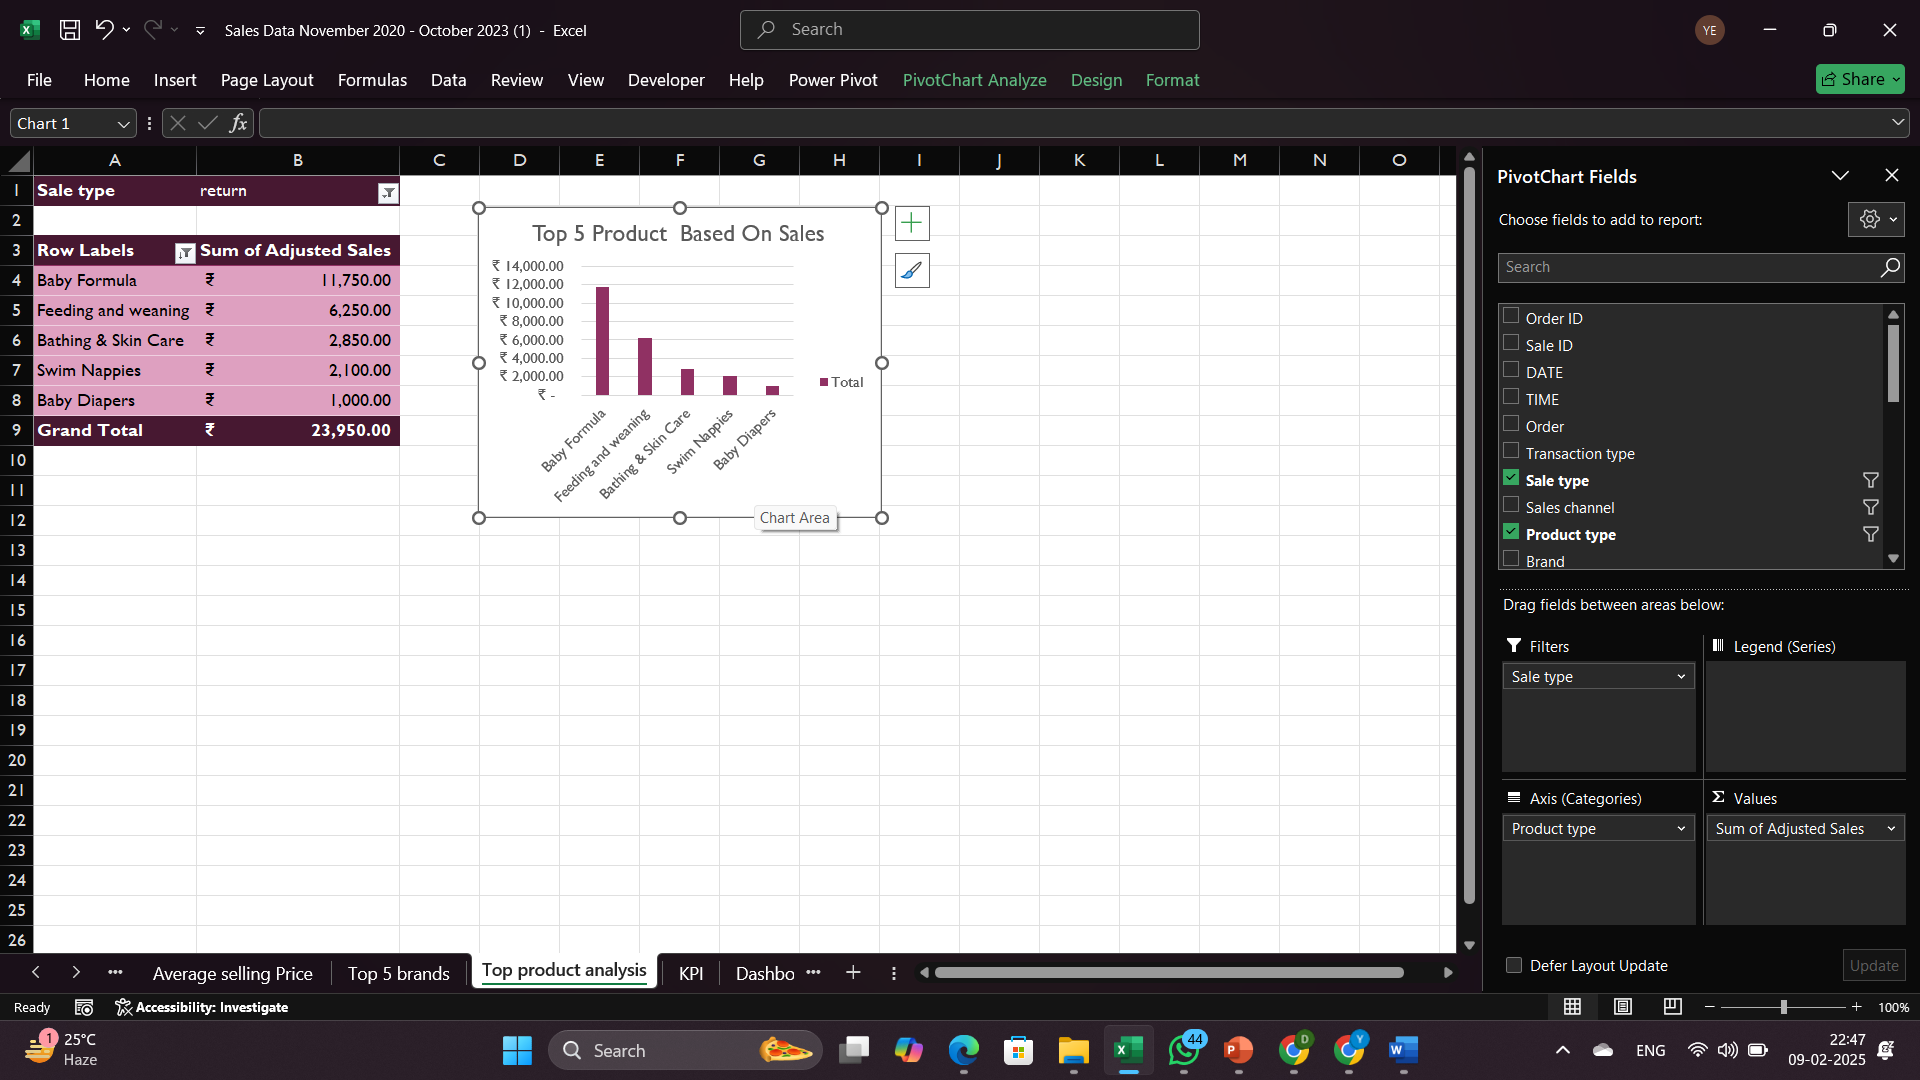 Sales Data November 2020 - October 2023 (1) - Excel
Search
YE
File Home Insert Page Layout Formulas Data Review View Developer Help Power Pivot PivotChart Analyze Design Format
Share
Chart 1
fx
A B C D E F G H I J K L M N O
1 Sale type return
2
3 Row Labels Sum of Adjusted Sales
4 Baby Formula ₹ 11,750.00
5 Feeding and weaning ₹ 6,250.00
6 Bathing & Skin Care ₹ 2,850.00
7 Swim Nappies ₹ 2,100.00
8 Baby Diapers ₹ 1,000.00
9 Grand Total ₹ 23,950.00
10
11
12
13
14
15
16
17
18
19
20
21
22
23
24
25
26
Top 5 Product  Based On Sales
₹ 14,000.00
₹ 12,000.00
₹ 10,000.00
₹ 8,000.00
₹ 6,000.00
₹ 4,000.00
₹ 2,000.00
₹ -
Baby Formula
Feeding and weaning
Bathing & Skin Care
Swim Nappies
Baby Diapers
Total
Chart Area
PivotChart Fields
Choose fields to add to report:
Search
Order ID
Sale ID
DATE
TIME
Order
Transaction type
Sale type
Sales channel
Product type
Brand
Drag fields between areas below:
Filters
Sale type
Legend (Series)
Axis (Categories)
Product type
Σ Values
Sum of Adjusted Sales
Defer Layout Update
Update
Average selling Price
Top 5 brands
Top product analysis
KPI
Dashbo
Ready
Accessibility: Investigate
100%
1
25°C
Haze
Search
44
D
Y
ENG
22:47
09-02-2025